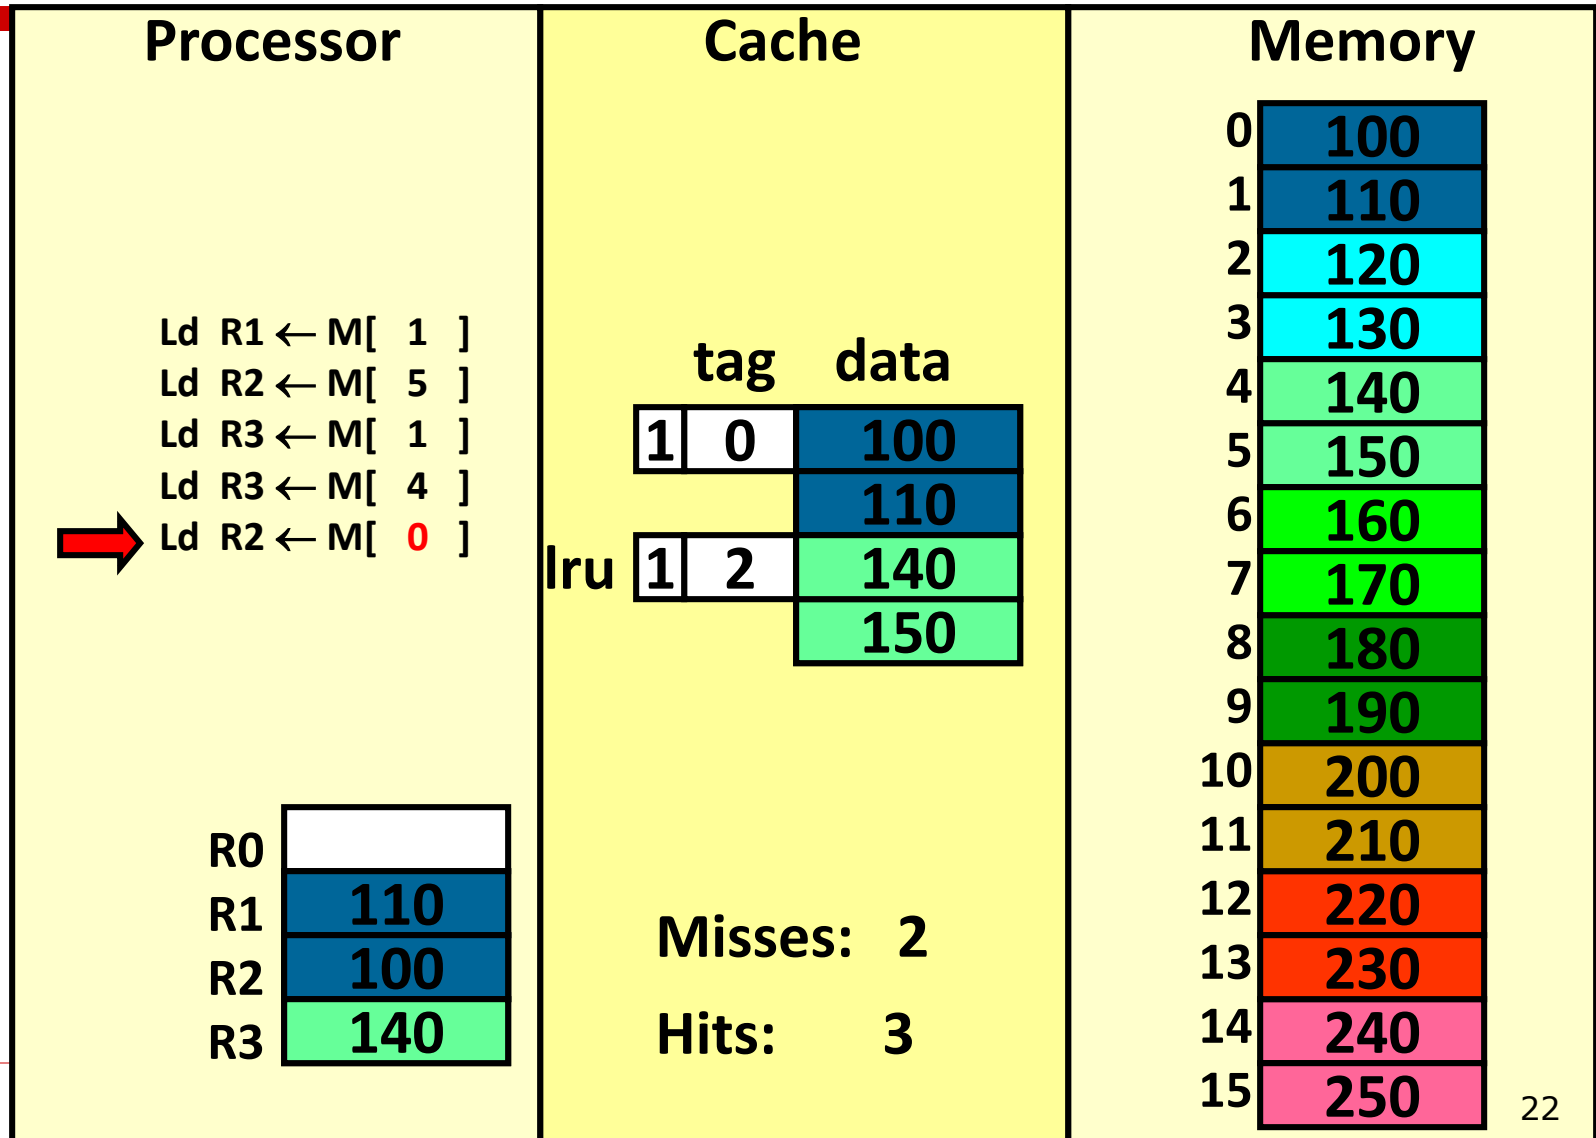 Processor
Ld R1 ← M[ 1 ]
Ld R2 ← M[ 5 ]
Ld R3 ← M[ 1 ]
Ld R3 ← M[ 4 ]
Ld R2 ← M[ 0 ]
R0
R1 110
R2 100
R3 140
Cache
tag data
1 0 100
110
lru 1 2 140
150
Misses: 2
Hits: 3
Memory
0 100
1 110
2 120
3 130
4 140
5 150
6 160
7 170
8 180
9 190
10 200
11 210
12 220
13 230
14 240
15 250
22